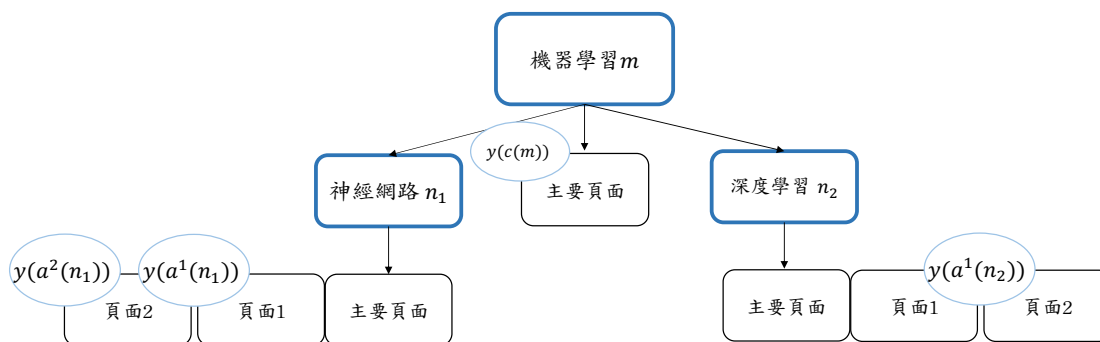 機器學習m
y(c(m))
神經網路 n₁
主要頁面
深度學習 n₂
y(a²(n₁))
y(a¹(n₁))
y(a¹(n₂))
頁面2
頁面1
主要頁面
主要頁面
頁面1
頁面2